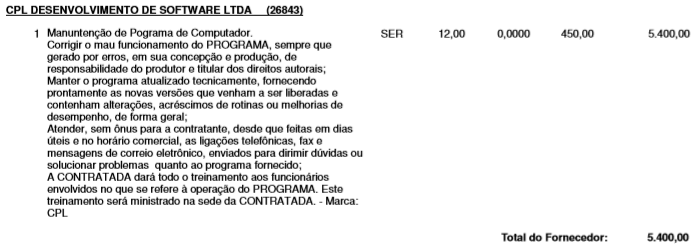 CPL DESENVOLVIMENTO DE SOFTWARE LTDA (26843)
1 Manuntenção de Pograma de Computador. SER 12,00 0,0000 450,00 5.400,00
Corrigir o mau funcionamento do PROGRAMA, sempre que
gerado por erros, em sua concepção e produção, de
responsabilidade do produtor e titular dos direitos autorais;
Manter o programa atualizado tecnicamente, fornecendo
prontamente as novas versões que venham a ser liberadas e
contenham alterações, acréscimos de rotinas ou melhorias de
desempenho, de forma geral;
Atender, sem ônus para a contratante, desde que feitas em dias
úteis e no horário comercial, as ligações telefônicas, fax e
mensagens de correio eletrônico, enviados para dirimir dúvidas ou
solucionar problemas quanto ao programa fornecido;
A CONTRATADA dará todo o treinamento aos funcionários
envolvidos no que se refere à operação do PROGRAMA. Este
treinamento será ministrado na sede da CONTRATADA. - Marca:
CPL
Total do Fornecedor: 5.400,00